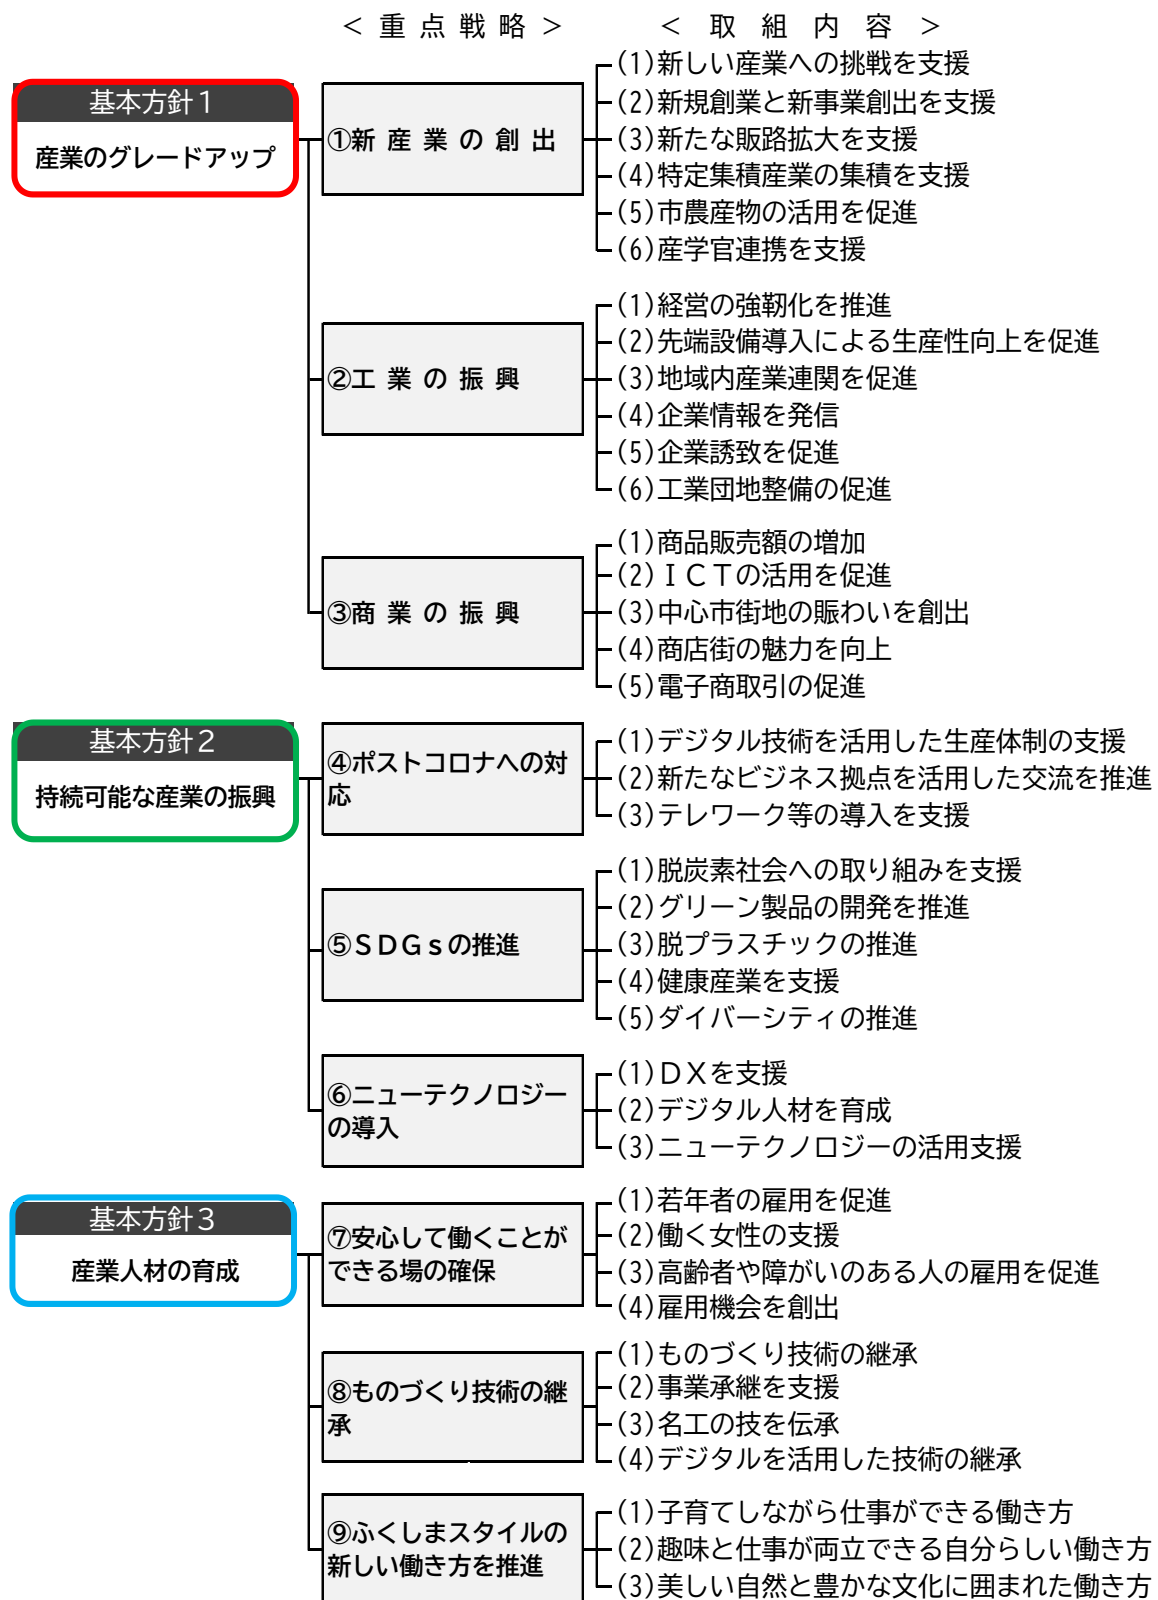 ＜重点戦略＞
＜取組内容＞
基本方針１
産業のグレードアップ
①新産業の創出
(1)新しい産業への挑戦を支援
(2)新規創業と新事業創出を支援
(3)新たな販路拡大を支援
(4)特定集積産業の集積を支援
(5)市農産物の活用を促進
(6)産学官連携を支援
②工業の振興
(1)経営の強靭化を推進
(2)先端設備導入による生産性向上を促進
(3)地域内産業連関を促進
(4)企業情報を発信
(5)企業誘致を促進
(6)工業団地整備の促進
③商業の振興
(1)商品販売額の増加
(2)ＩＣＴの活用を促進
(3)中心市街地の賑わいを創出
(4)商店街の魅力を向上
(5)電子商取引の促進
基本方針２
持続可能な産業の振興
④ポストコロナへの対
応
(1)デジタル技術を活用した生産体制の支援
(2)新たなビジネス拠点を活用した交流を推進
(3)テレワーク等の導入を支援
⑤ＳＤＧｓの推進
(1)脱炭素社会への取り組みを支援
(2)グリーン製品の開発を推進
(3)脱プラスチックの推進
(4)健康産業を支援
(5)ダイバーシティの推進
⑥ニューテクノロジー
の導入
(1)ＤＸを支援
(2)デジタル人材を育成
(3)ニューテクノロジーの活用支援
基本方針３
産業人材の育成
⑦安心して働くことが
できる場の確保
(1)若年者の雇用を促進
(2)働く女性の支援
(3)高齢者や障がいのある人の雇用を促進
(4)雇用機会を創出
⑧ものづくり技術の継
承
(1)ものづくり技術の継承
(2)事業承継を支援
(3)名工の技を伝承
(4)デジタルを活用した技術の継承
⑨ふくしまスタイルの
新しい働き方を推進
(1)子育てしながら仕事ができる働き方
(2)趣味と仕事が両立できる自分らしい働き方
(3)美しい自然と豊かな文化に囲まれた働き方